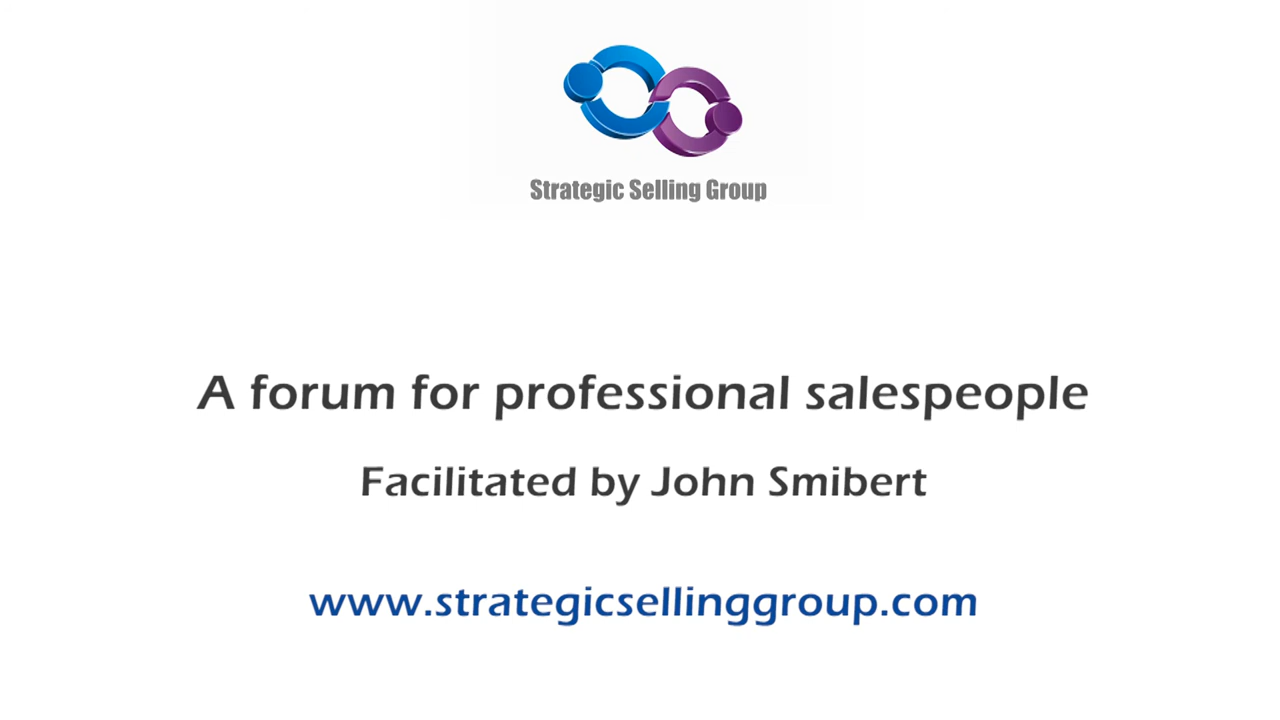 Strategic Selling Group
A forum for professional salespeople
Facilitated by John Smibert
www.strategicsellinggroup.com